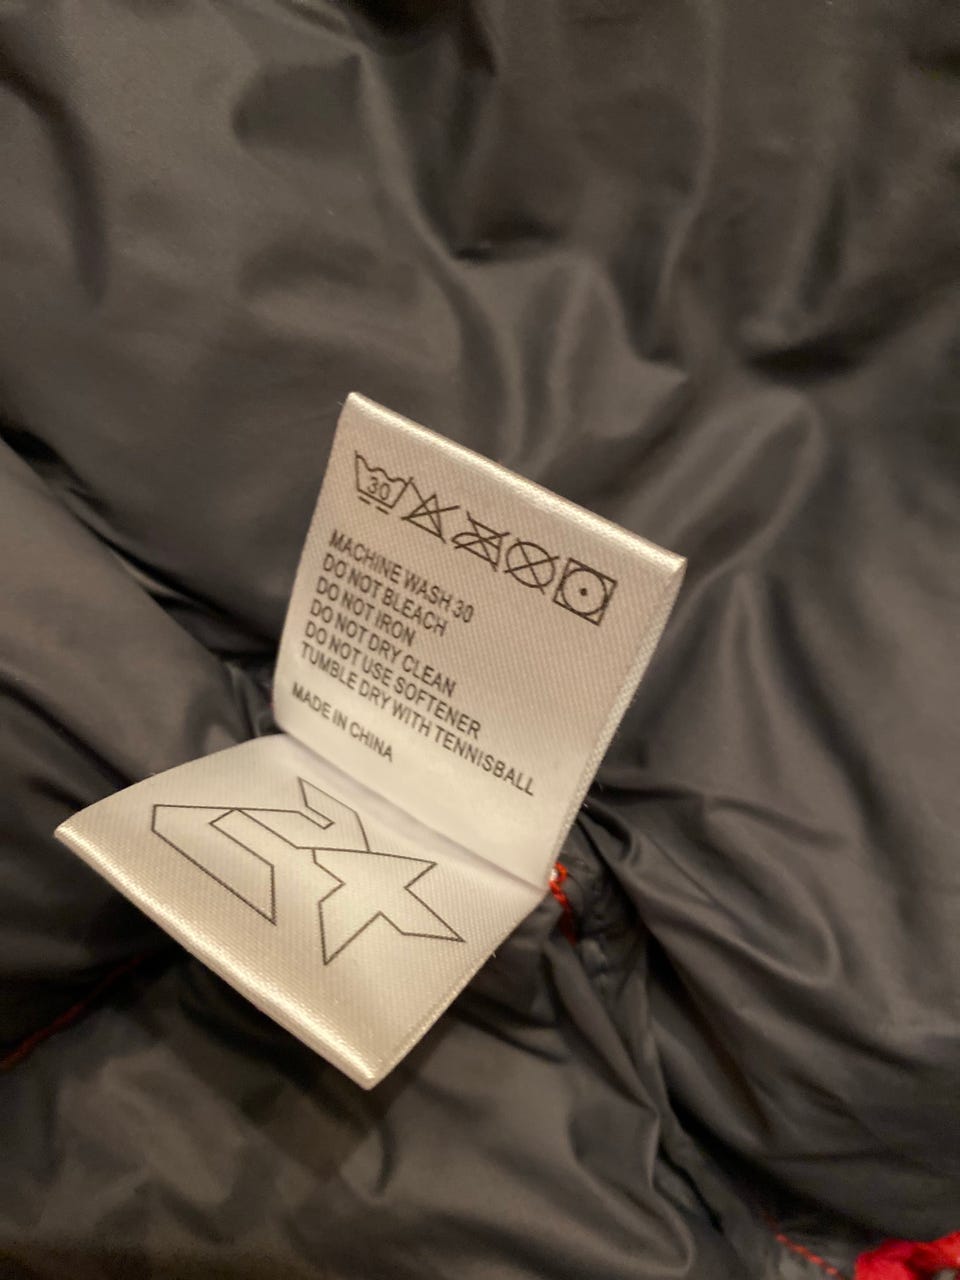 30
MACHINE WASH 30
DO NOT BLEACH
DO NOT IRON
DO NOT DRY CLEAN
DO NOT USE SOFTENER
TUMBLE DRY WITH TENNISBALL
MADE IN CHINA